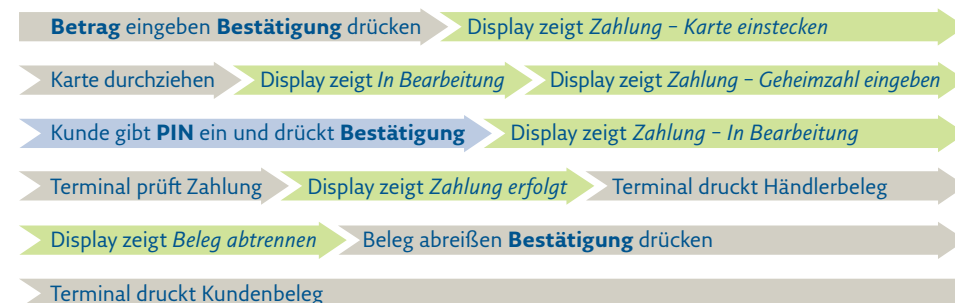 Betrag eingeben Bestätigung drücken Display zeigt Zahlung – Karte einstecken
Karte durchziehen Display zeigt In Bearbeitung Display zeigt Zahlung – Geheimzahl eingeben
Kunde gibt PIN ein und drückt Bestätigung Display zeigt Zahlung – In Bearbeitung
Terminal prüft Zahlung Display zeigt Zahlung erfolgt Terminal druckt Händlerbeleg
Display zeigt Beleg abtrennen Beleg abreißen Bestätigung drücken
Terminal druckt Kundenbeleg